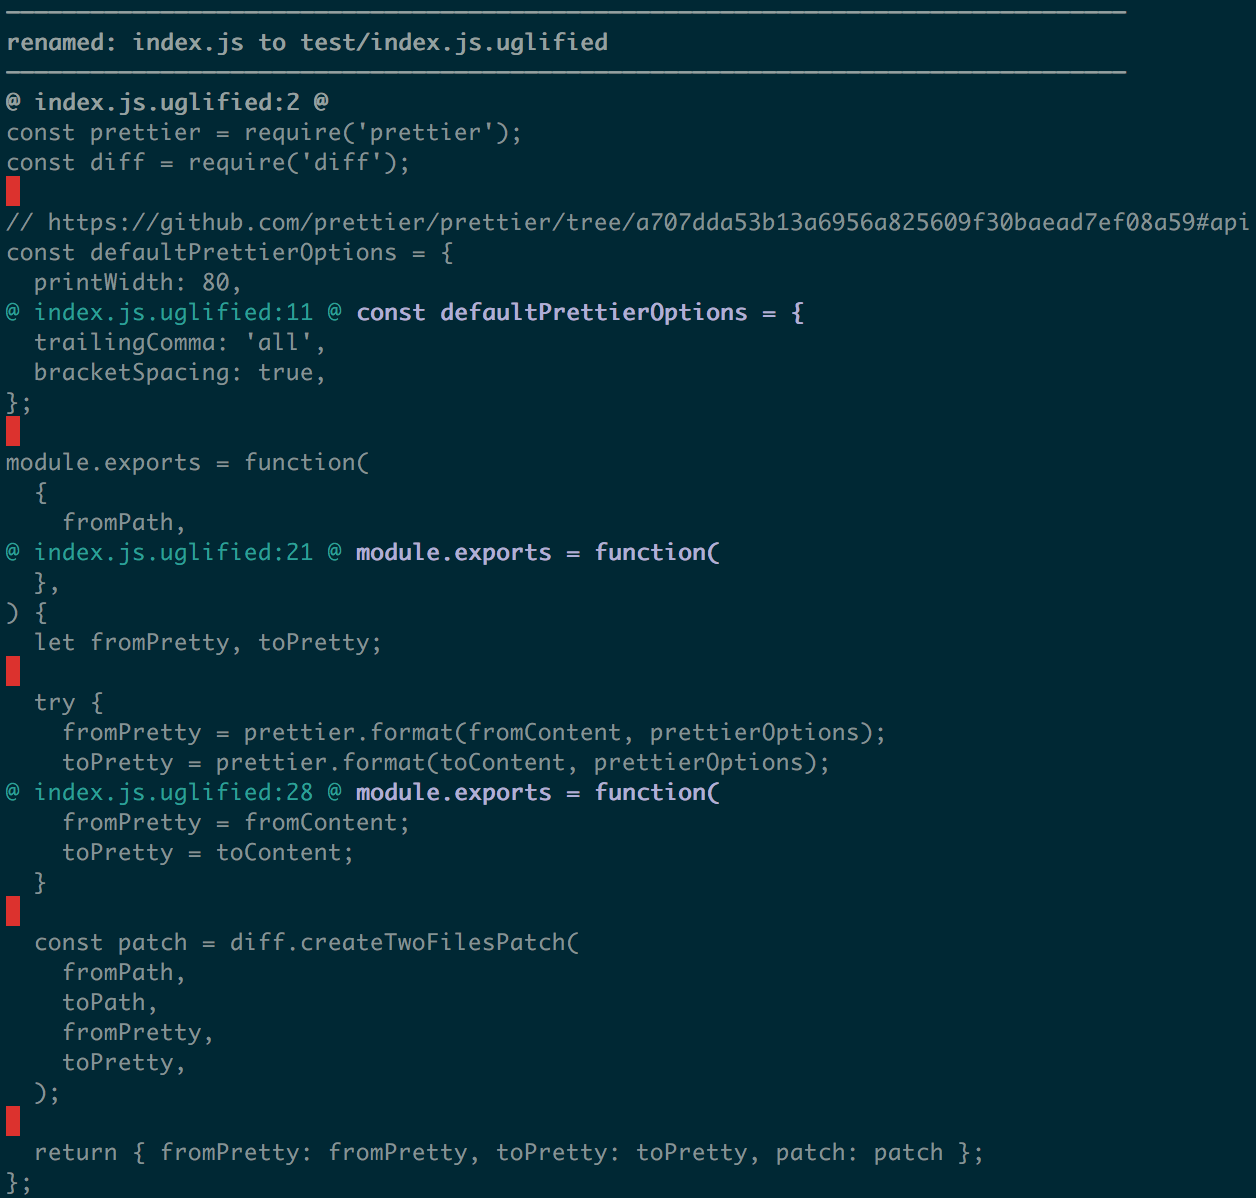 renamed: index.js to test/index.js.uglified
@ index.js.uglified:2 @
const prettier = require('prettier');
const diff = require('diff');
// https://github.com/prettier/prettier/tree/a707dda53b13a6956a825609f30baead7ef08a59#api
const defaultPrettierOptions = {
  printWidth: 80,
@ index.js.uglified:11 @ const defaultPrettierOptions = {
  trailingComma: 'all',
  bracketSpacing: true,
};
module.exports = function(
  {
    fromPath,
@ index.js.uglified:21 @ module.exports = function(
  },
) {
  let fromPretty, toPretty;
  try {
    fromPretty = prettier.format(fromContent, prettierOptions);
    toPretty = prettier.format(toContent, prettierOptions);
@ index.js.uglified:28 @ module.exports = function(
    fromPretty = fromContent;
    toPretty = toContent;
  }
  const patch = diff.createTwoFilesPatch(
    fromPath,
    toPath,
    fromPretty,
    toPretty,
  );
  return { fromPretty: fromPretty, toPretty: toPretty, patch: patch };
};